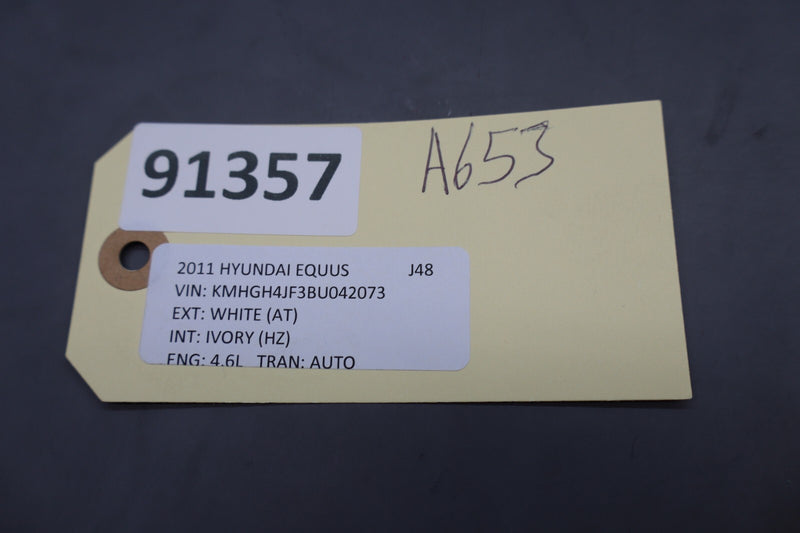 91357
A653
2011 HYUNDAI EQUUS J48
VIN: KMHGH4JF3BU042073
EXT: WHITE (AT)
INT: IVORY (HZ)
ENG: 4.6L TRAN: AUTO